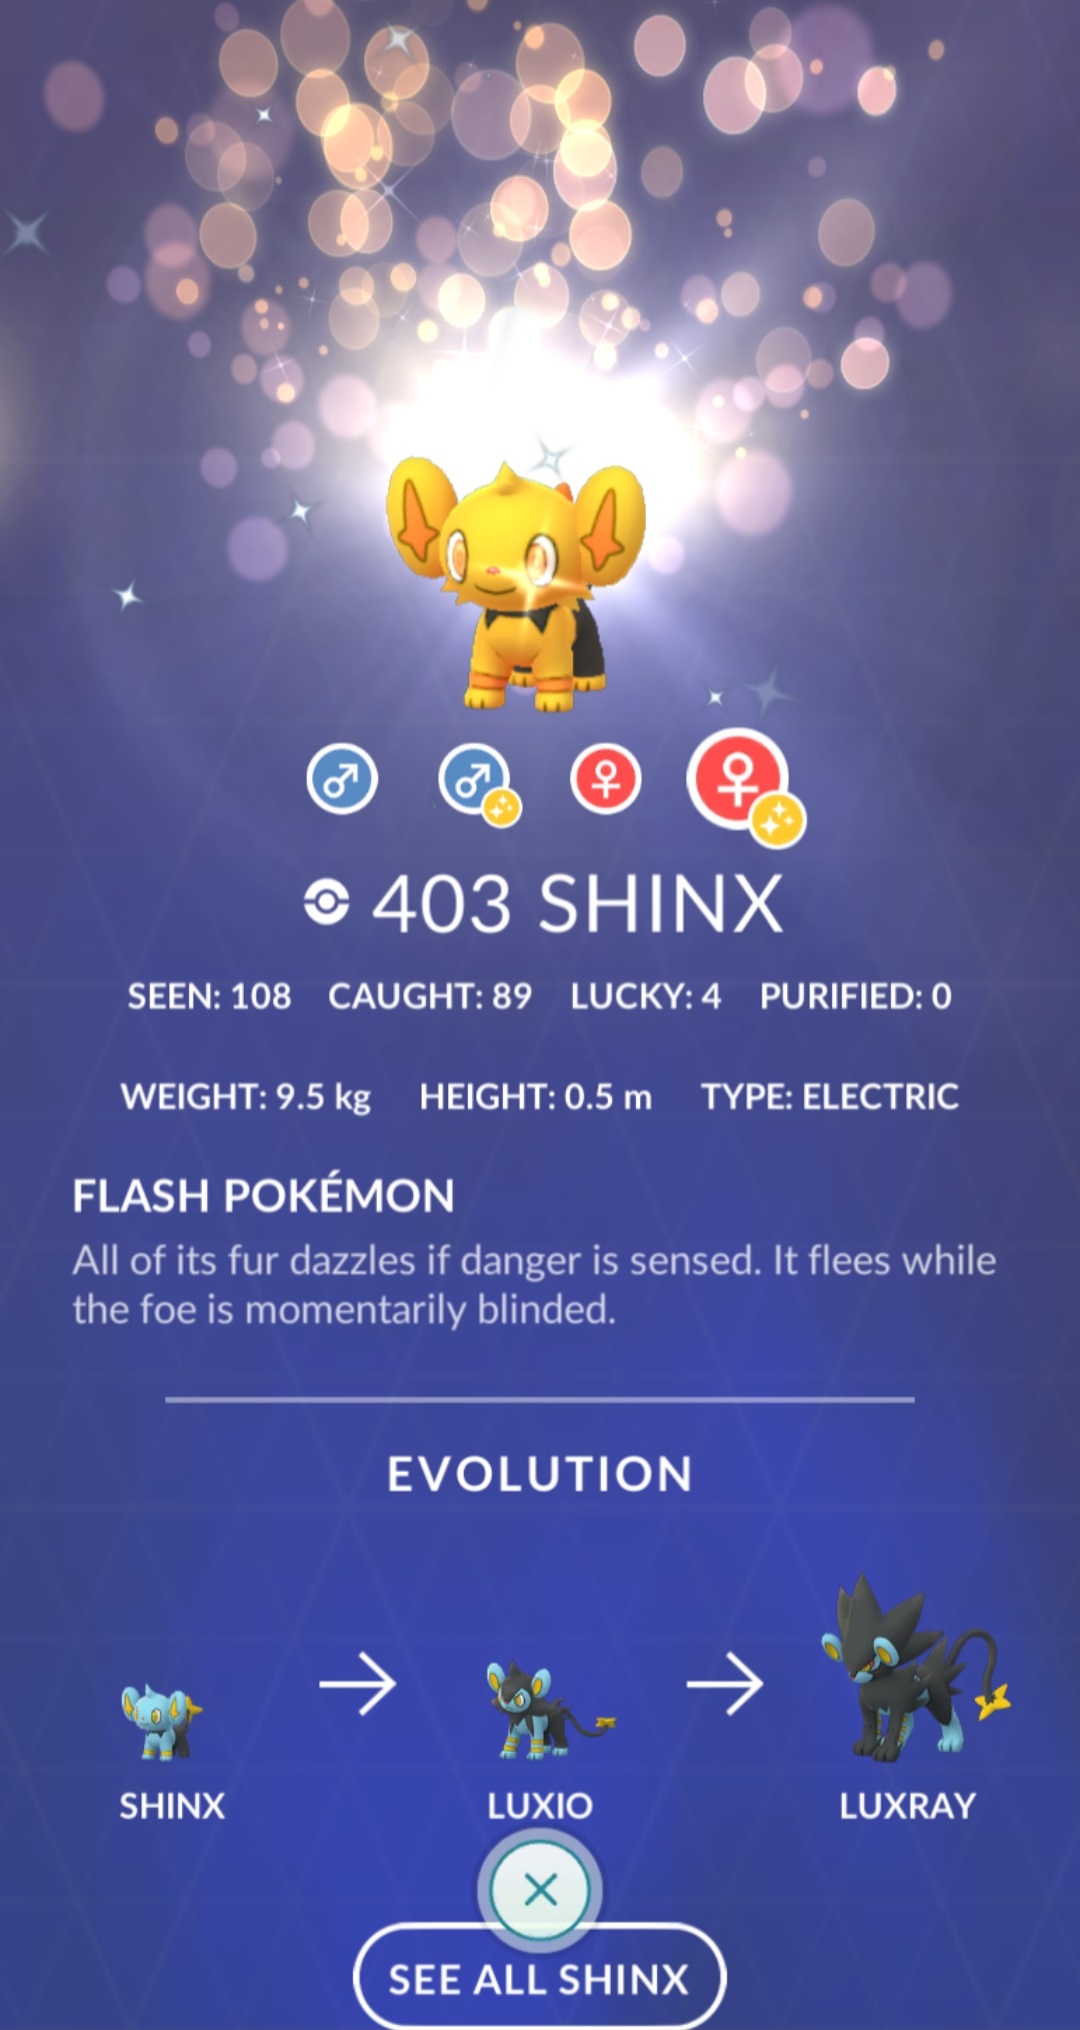 403 SHINX
SEEN: 108 CAUGHT: 89 LUCKY: 4 PURIFIED: 0
WEIGHT: 9.5 kg HEIGHT: 0.5 m TYPE: ELECTRIC
FLASH POKÉMON
All of its fur dazzles if danger is sensed. It flees while
the foe is momentarily blinded.
EVOLUTION
SHINX LUXIO LUXRAY
SEE ALL SHINX